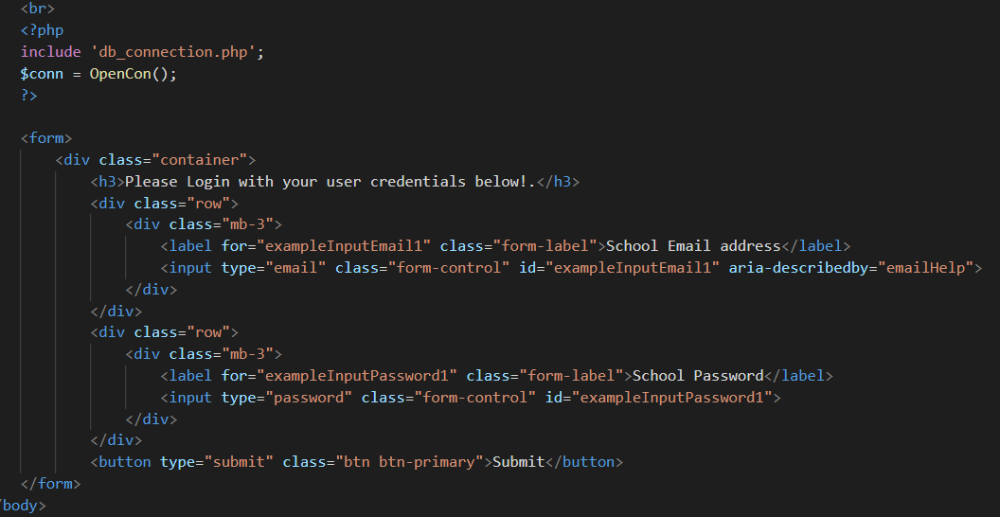 <br>
<?php
include 'db_connection.php';
$conn = OpenCon();
?>
<form>
<div class="container">
<h3>Please Login with your user credentials below!.</h3>
<div class="row">
<div class="mb-3">
<label for="exampleInputEmail1" class="form-label">School Email address</label>
<input type="email" class="form-control" id="exampleInputEmail1" aria-describedby="emailHelp">
</div>
</div>
<div class="row">
<div class="mb-3">
<label for="exampleInputPassword1" class="form-label">School Password</label>
<input type="password" class="form-control" id="exampleInputPassword1">
</div>
</div>
<button type="submit" class="btn btn-primary">Submit</button>
</form>
/body>